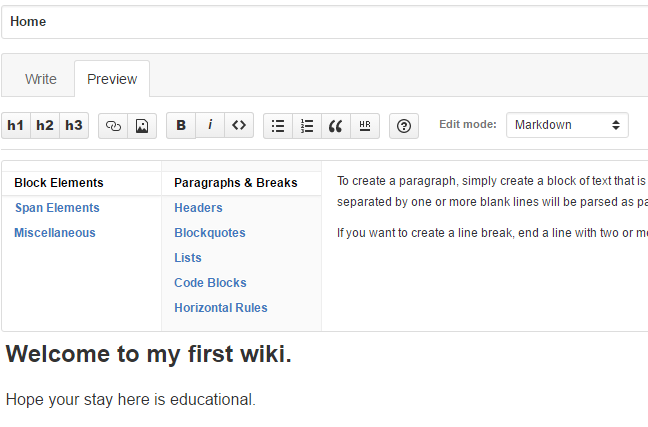 Home
Write Preview
h1 h2 h3 B i HR Edit mode: Markdown
Block Elements
Span Elements
Miscellaneous
Paragraphs & Breaks
Headers
Blockquotes
Lists
Code Blocks
Horizontal Rules
To create a paragraph, simply create a block of text that is
separated by one or more blank lines will be parsed as pa
If you want to create a line break, end a line with two or mo
Welcome to my first wiki.
Hope your stay here is educational.